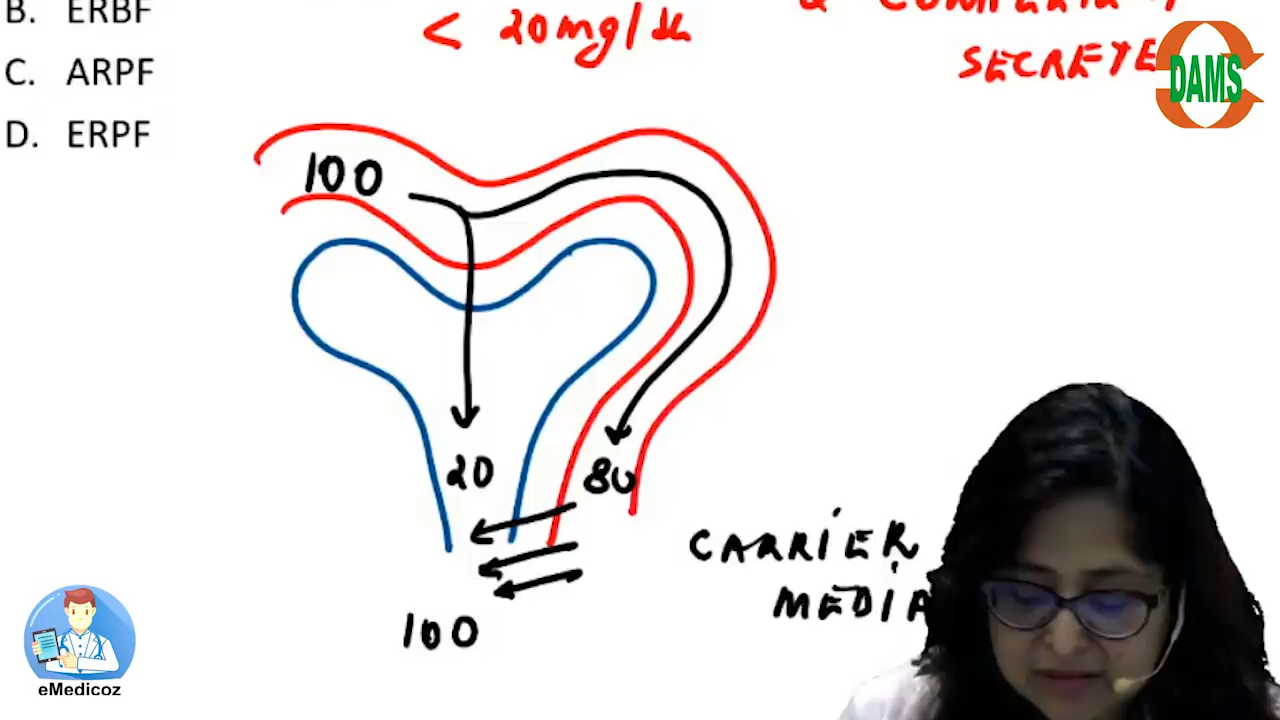 B. ERBF
C. ARPF
D. ERPF
< 20mg/dl
SECRETE
DAMS
100
20
80
100
CARRIER
MEDIA
eMedicoz